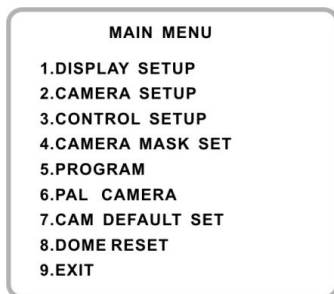 MAIN MENU
1.DISPLAY SETUP
2.CAMERA SETUP
3.CONTROL SETUP
4.CAMERA MASK SET
5.PROGRAM
6.PAL CAMERA
7.CAM DEFAULT SET
8.DOME RESET
9.EXIT